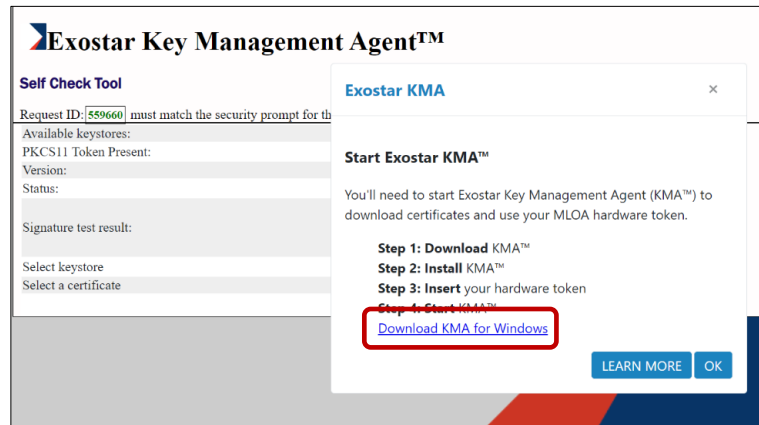 Exostar Key Management Agent™
Self Check Tool
Request ID: 559660 must match the security prompt for th
Available keystores:
PKCS11 Token Present:
Version:
Status:
Signature test result:
Select keystore
Select a certificate
Exostar KMA ×
Start Exostar KMA™
You'll need to start Exostar Key Management Agent (KMA™) to
download certificates and use your MLOA hardware token.
Step 1: Download KMA™
Step 2: Install KMA™
Step 3: Insert your hardware token
Step 4: Start KMA™
Download KMA for Windows
LEARN MORE OK